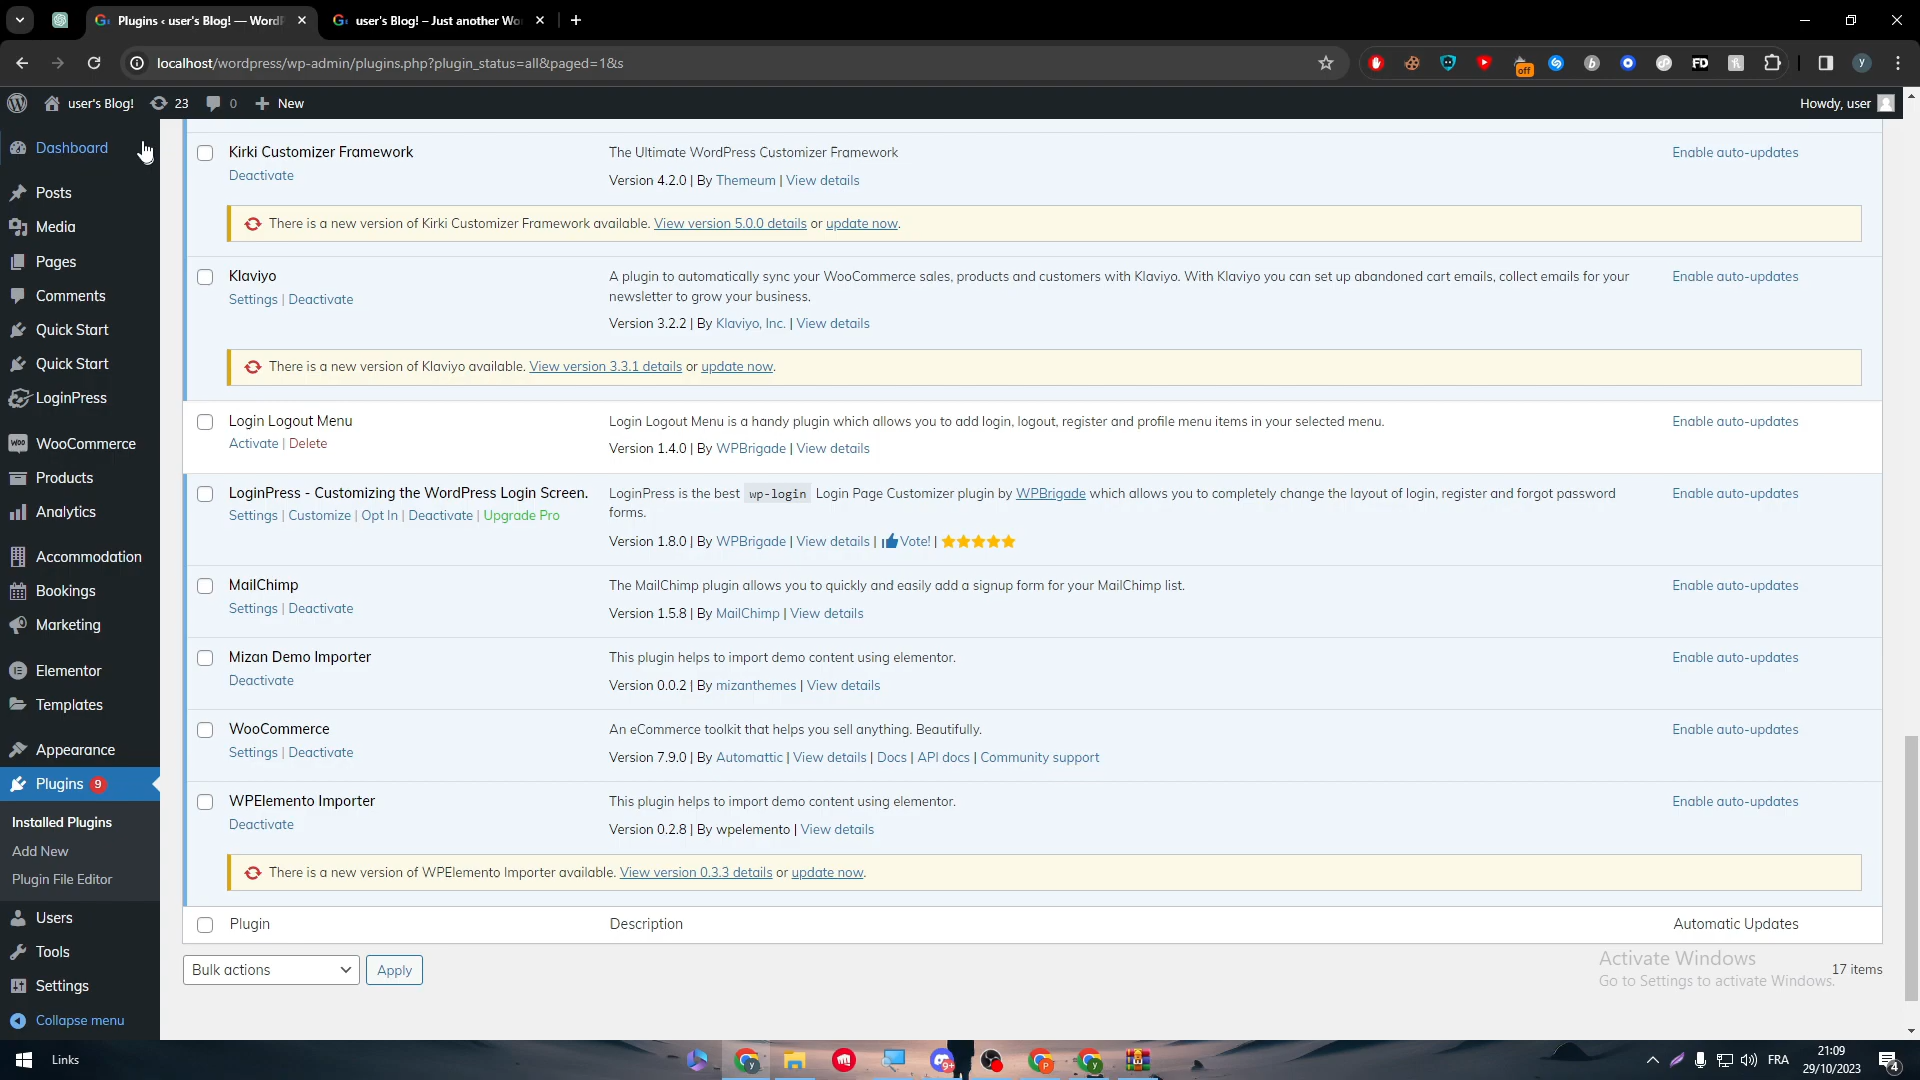 Plugins ‹ user's Blog! — WordP
user's Blog! – Just another Wo
localhost/wordpress/wp-admin/plugins.php?plugin_status=all&paged=1&s
off
FD
y
user's Blog!
23
0
New
Howdy, user
Dashboard
Posts
Media
Pages
Comments
Quick Start
Quick Start
LoginPress
WooCommerce
Products
Analytics
Accommodation
Bookings
Marketing
Elementor
Templates
Appearance
Plugins 9
Installed Plugins
Add New
Plugin File Editor
Users
Tools
Settings
Collapse menu
Kirki Customizer Framework
Deactivate
The Ultimate WordPress Customizer Framework
Version 4.2.0 | By Themeum | View details
Enable auto-updates
There is a new version of Kirki Customizer Framework available. View version 5.0.0 details or update now.
Klaviyo
Settings | Deactivate
A plugin to automatically sync your WooCommerce sales, products and customers with Klaviyo. With Klaviyo you can set up abandoned cart emails, collect emails for your
newsletter to grow your business.
Version 3.2.2 | By Klaviyo, Inc. | View details
Enable auto-updates
There is a new version of Klaviyo available. View version 3.3.1 details or update now.
Login Logout Menu
Activate | Delete
Login Logout Menu is a handy plugin which allows you to add login, logout, register and profile menu items in your selected menu.
Version 1.4.0 | By WPBrigade | View details
Enable auto-updates
LoginPress - Customizing the WordPress Login Screen.
Settings | Customize | Opt In | Deactivate | Upgrade Pro
LoginPress is the best wp-login Login Page Customizer plugin by WPBrigade which allows you to completely change the layout of login, register and forgot password
forms.
Version 1.8.0 | By WPBrigade | View details | Vote! |
Enable auto-updates
MailChimp
Settings | Deactivate
The MailChimp plugin allows you to quickly and easily add a signup form for your MailChimp list.
Version 1.5.8 | By MailChimp | View details
Enable auto-updates
Mizan Demo Importer
Deactivate
This plugin helps to import demo content using elementor.
Version 0.0.2 | By mizanthemes | View details
Enable auto-updates
WooCommerce
Settings | Deactivate
An eCommerce toolkit that helps you sell anything. Beautifully.
Version 7.9.0 | By Automattic | View details | Docs | API docs | Community support
Enable auto-updates
WPElemento Importer
Deactivate
This plugin helps to import demo content using elementor.
Version 0.2.8 | By wpelemento | View details
Enable auto-updates
There is a new version of WPElemento Importer available. View version 0.3.3 details or update now.
Plugin
Description
Automatic Updates
Bulk actions
Apply
17 items
Activate Windows
Go to Settings to activate Windows.
Links
FRA
21:09
29/10/2023
4